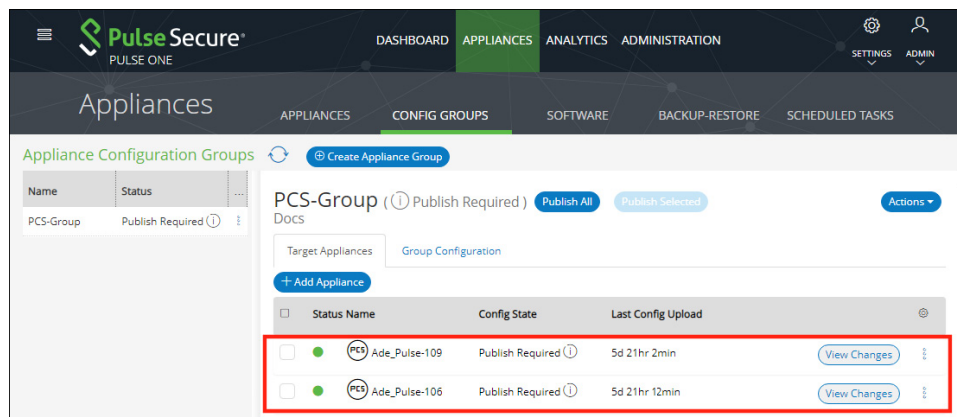 Pulse Secure®
PULSE ONE
DASHBOARD APPLIANCES ANALYTICS ADMINISTRATION
SETTINGS ADMIN
Appliances
APPLIANCES CONFIG GROUPS SOFTWARE BACKUP-RESTORE SCHEDULED TASKS
Appliance Configuration Groups
Create Appliance Group
Name Status ...
PCS-Group Publish Required
PCS-Group ( Publish Required ) Publish All Publish Selected Actions
Docs
Target Appliances Group Configuration
+ Add Appliance
Status Name Config State Last Config Upload
PCS Ade_Pulse-109 Publish Required 5d 21hr 2min View Changes
PCS Ade_Pulse-106 Publish Required 5d 21hr 12min View Changes